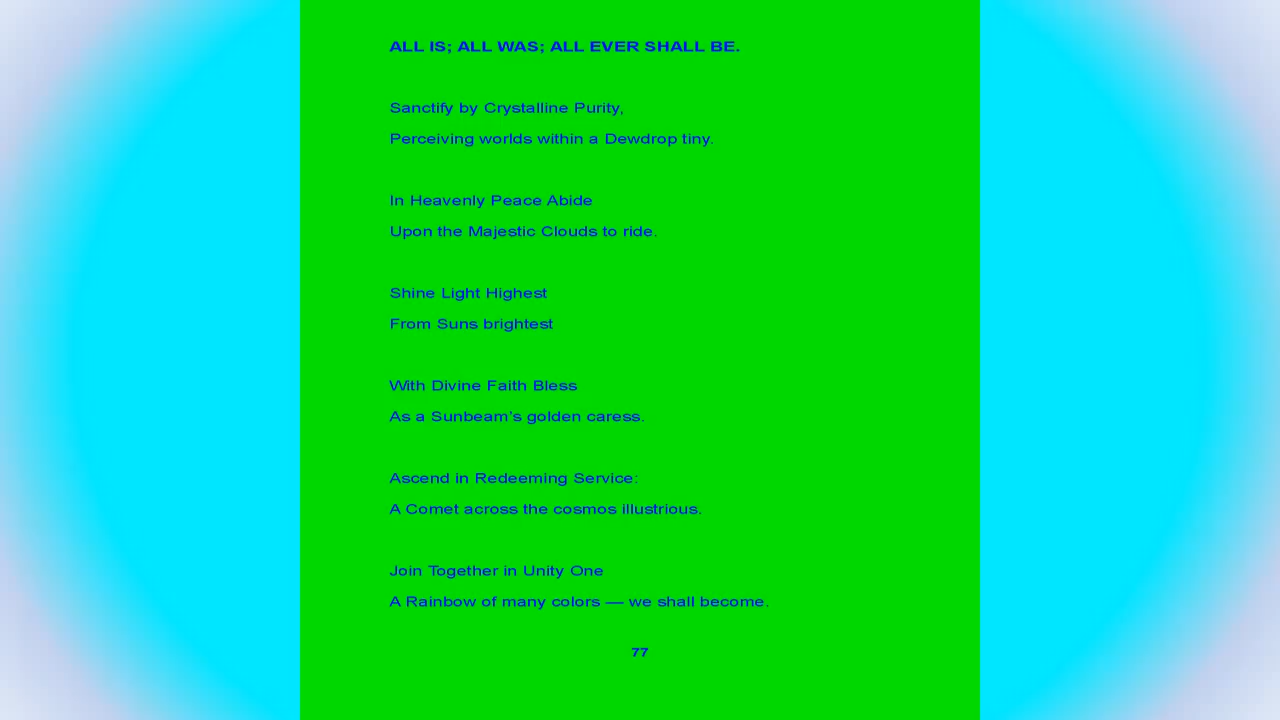 ALL IS; ALL WAS; ALL EVER SHALL BE.
Sanctify by Crystalline Purity,
Perceiving worlds within a Dewdrop tiny.
In Heavenly Peace Abide
Upon the Majestic Clouds to ride.
Shine Light Highest
From Suns brightest
With Divine Faith Bless
As a Sunbeam's golden caress.
Ascend in Redeeming Service:
A Comet across the cosmos illustrious.
Join Together in Unity One
A Rainbow of many colors — we shall become.
77